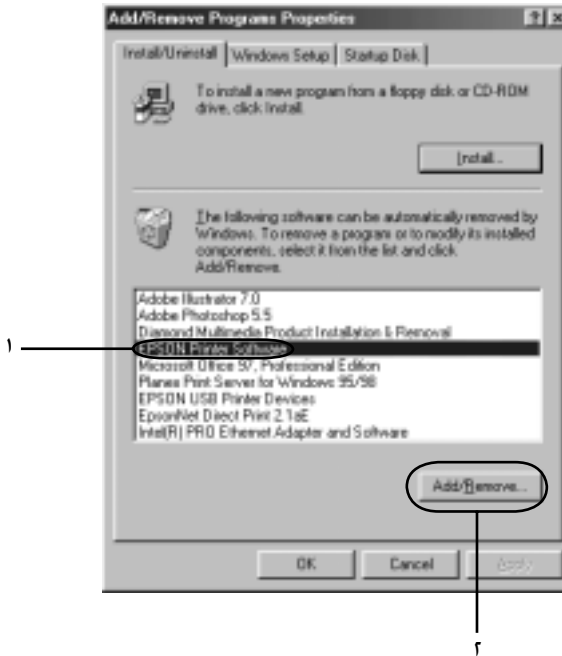 Add/Remove Programs Properties
Install/Uninstall Windows Setup Startup Disk
To install a new program from a floppy disk or CD-ROM
drive, click Install.
Install...
The following software can be automatically removed by
Windows. To remove a program or to modify its installed
components, select it from the list and click
Add/Remove.
Adobe Illustrator 7.0
Adobe Photoshop 5.5
Diamond Multimedia Product Installation & Removal
١
EPSON Printer Software
Microsoft Office 97, Professional Edition
Planex Print Server for Windows 95/98
EPSON USB Printer Devices
EpsonNet Direct Print 2.1aE
Intel(R) PRO Ethernet Adapter and Software
Add/Remove...
OK Cancel Apply
٢